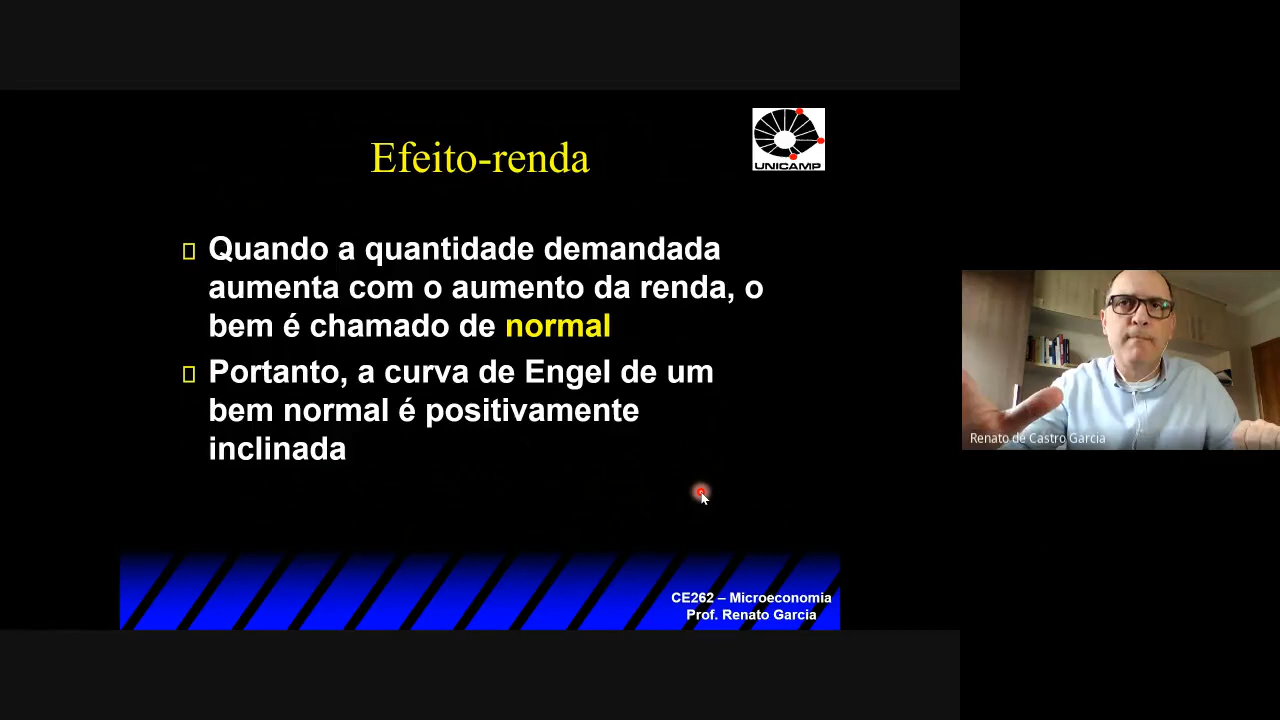 Efeito-renda
UNICAMP
Quando a quantidade demandada
aumenta com o aumento da renda, o
bem é chamado de normal
Portanto, a curva de Engel de um
bem normal é positivamente
inclinada
CE262 – Microeconomia
Prof. Renato Garcia
Renato de Castro Garcia